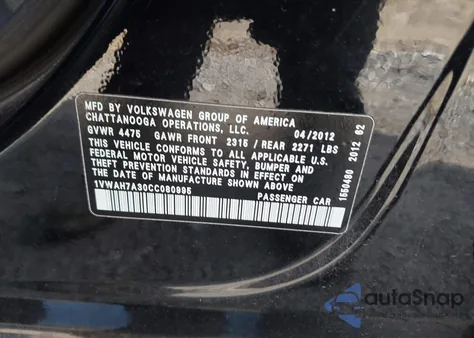 MFD BY VOLKSWAGEN GROUP OF AMERICA
CHATTANOOGA OPERATIONS, LLC. 04/2012
GVWR 4475 GAWR FRONT 2315 / REAR 2271 LBS
THIS VEHICLE CONFORMS TO ALL APPLICABLE U.S.
FEDERAL MOTOR VEHICLE SAFETY, BUMPER AND
THEFT PREVENTION STANDARDS IN EFFECT ON
THE DATE OF MANUFACTURE SHOWN ABOVE
1VWAH7A30CC080995 PASSENGER CAR
1550480 2012 02
autoSnap